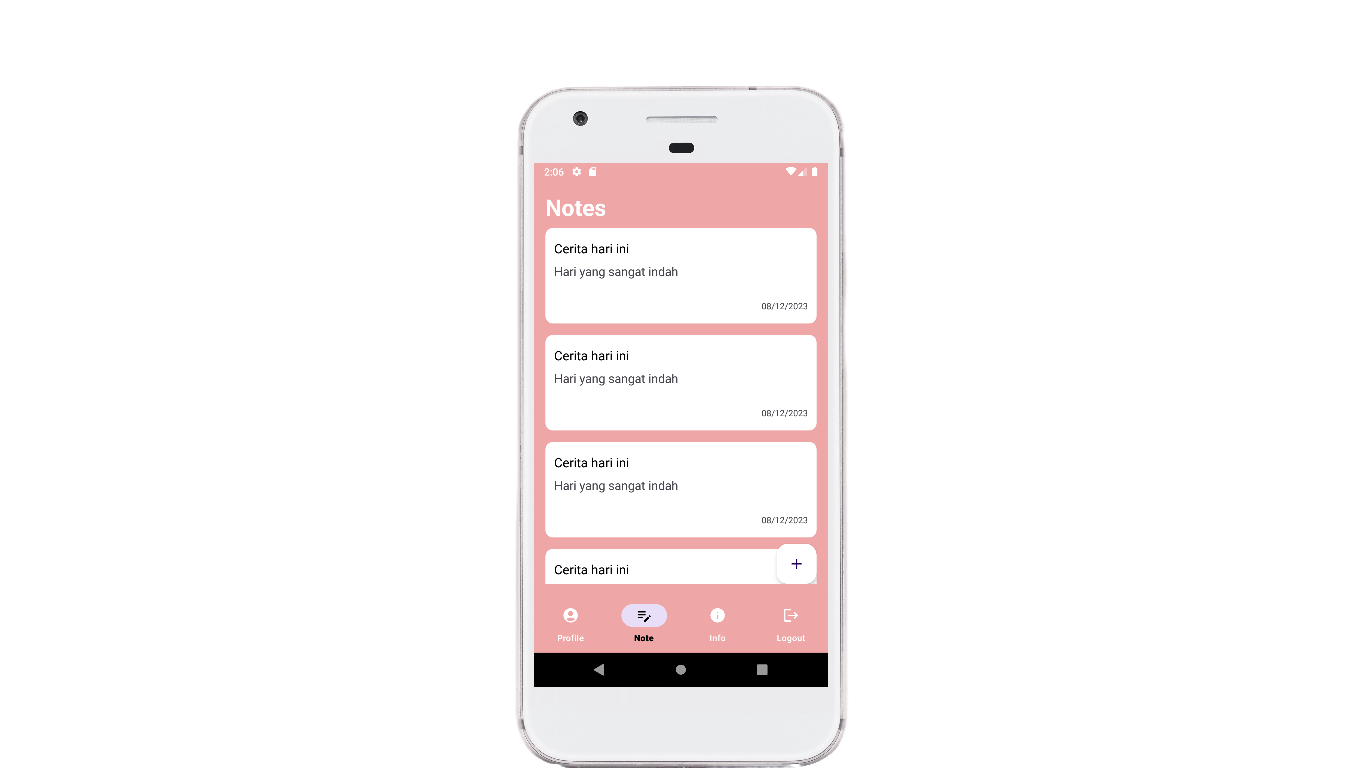 2:06
Notes
Cerita hari ini
Hari yang sangat indah
08/12/2023
Cerita hari ini
Hari yang sangat indah
08/12/2023
Cerita hari ini
Hari yang sangat indah
08/12/2023
Cerita hari ini
+
Profile Note Info Logout